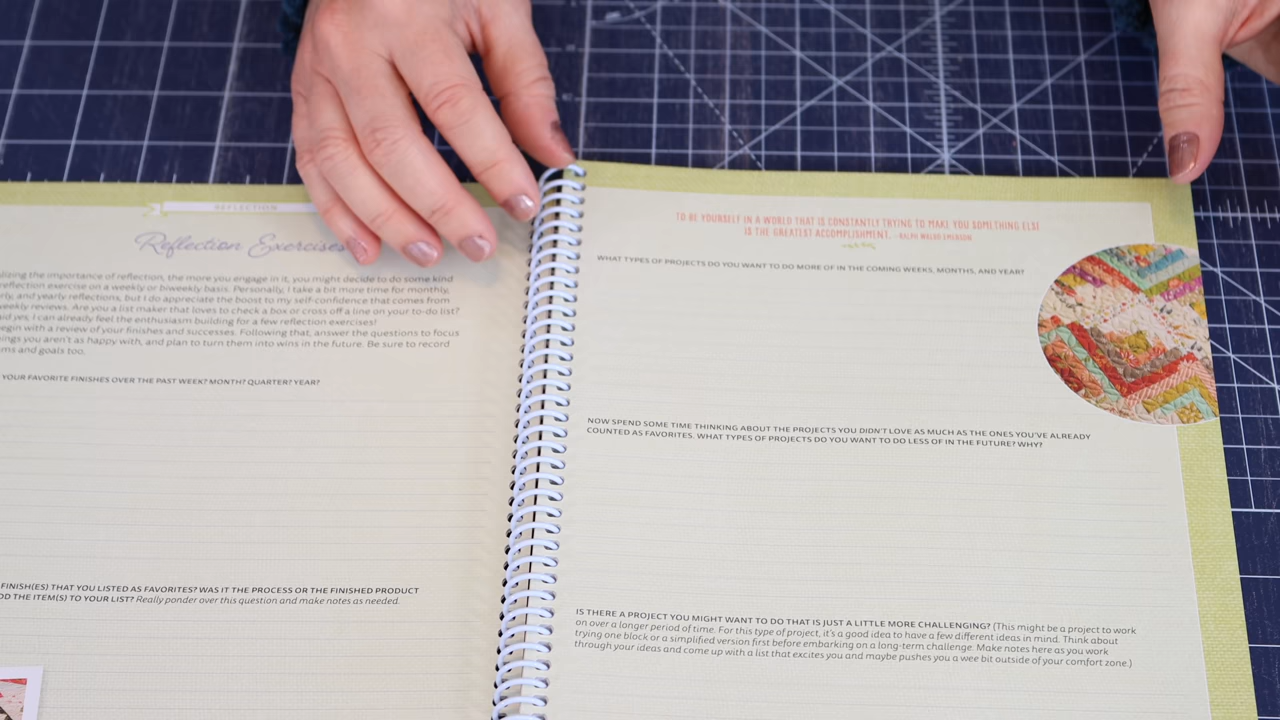 REFLECTION
Reflection Exercises
lizing the importance of reflection, the more you engage in it, you might decide to do some kind
reflection exercise on a weekly or biweekly basis. Personally, I take a bit more time for monthly,
rly, and yearly reflections, but I do appreciate the boost to my self-confidence that comes from
weekly reviews. Are you a list maker that loves to check a box or cross off a line on your to-do list?
aid yes, I can already feel the enthusiasm building for a few reflection exercises!
egin with a review of your finishes and successes. Following that, answer the questions to focus
ings you aren't as happy with, and plan to turn them into wins in the future. Be sure to record
ms and goals too.
YOUR FAVORITE FINISHES OVER THE PAST WEEK? MONTH? QUARTER? YEAR?
FINISH(ES) THAT YOU LISTED AS FAVORITES? WAS IT THE PROCESS OR THE FINISHED PRODUCT
DD THE ITEM(S) TO YOUR LIST? Really ponder over this question and make notes as needed.
TO BE YOURSELF IN A WORLD THAT IS CONSTANTLY TRYING TO MAKE YOU SOMETHING ELSE
IS THE GREATEST ACCOMPLISHMENT. –RALPH WALDO EMERSON
WHAT TYPES OF PROJECTS DO YOU WANT TO DO MORE OF IN THE COMING WEEKS, MONTHS, AND YEAR?
NOW SPEND SOME TIME THINKING ABOUT THE PROJECTS YOU DIDN'T LOVE AS MUCH AS THE ONES YOU'VE ALREADY
COUNTED AS FAVORITES. WHAT TYPES OF PROJECTS DO YOU WANT TO DO LESS OF IN THE FUTURE? WHY?
IS THERE A PROJECT YOU MIGHT WANT TO DO THAT IS JUST A LITTLE MORE CHALLENGING? (This might be a project to work
on over a longer period of time. For this type of project, it's a good idea to have a few different ideas in mind. Think about
trying one block or a simplified version first before embarking on a long-term challenge. Make notes here as you work
through your ideas and come up with a list that excites you and maybe pushes you a wee bit outside of your comfort zone.)